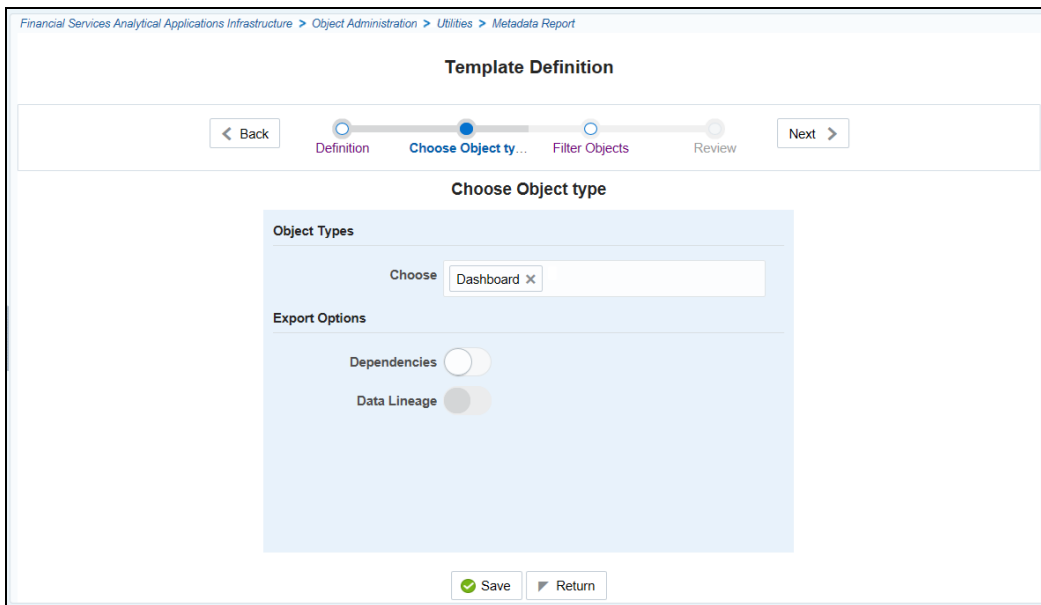 Financial Services Analytical Applications Infrastructure > Object Administration > Utilities > Metadata Report
Template Definition
Back
Definition
Choose Object ty...
Filter Objects
Review
Next
Choose Object type
Object Types
Choose
Dashboard
Export Options
Dependencies
Data Lineage
Save
Return